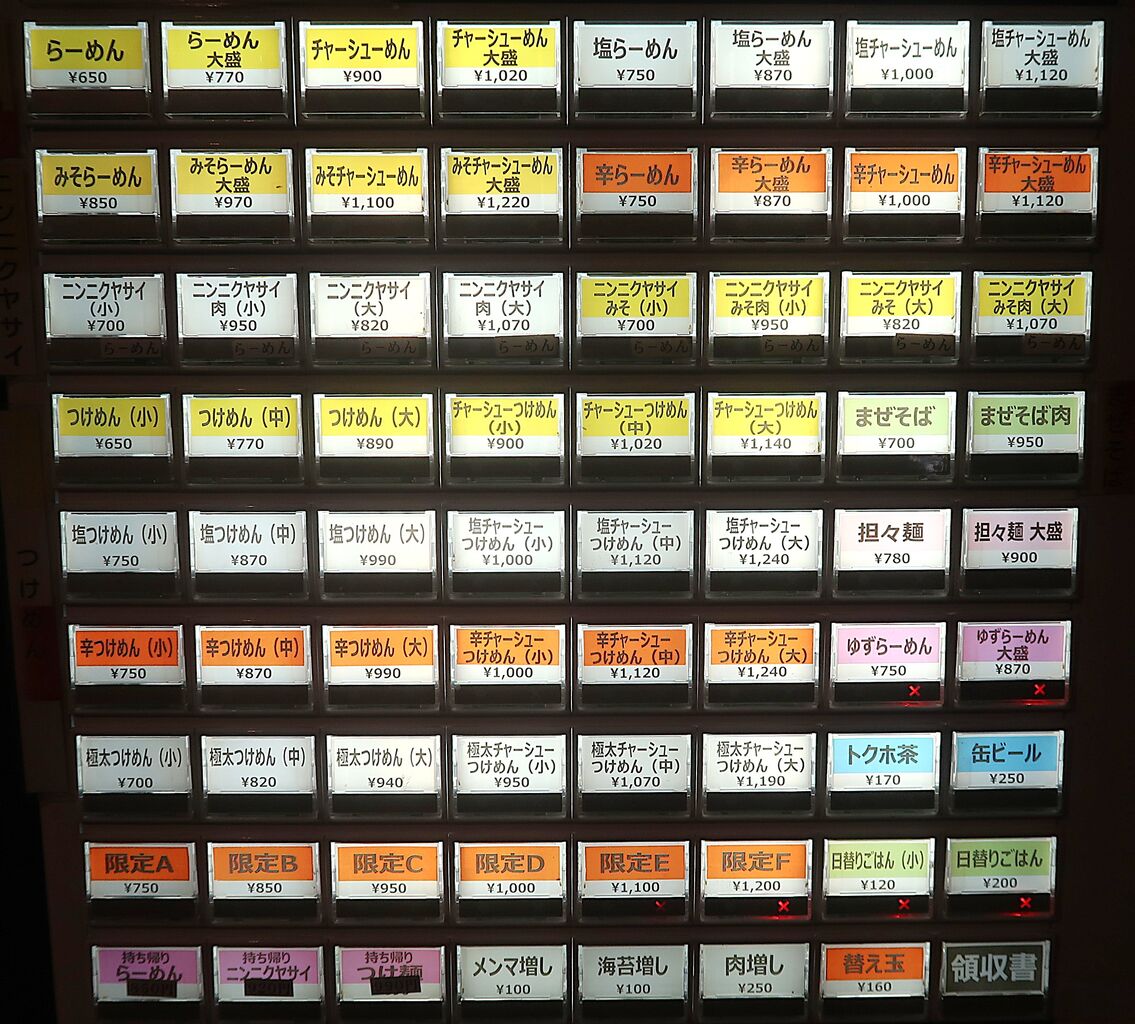 らーめん
¥650
らーめん
大盛
¥770
チャーシューめん
¥900
チャーシューめん
大盛
¥1,020
塩らーめん
¥750
塩らーめん
大盛
¥870
塩チャーシューめん
¥1,000
塩チャーシューめん
大盛
¥1,120
みそらーめん
¥850
みそらーめん
大盛
¥970
みそチャーシューめん
¥1,100
みそチャーシューめん
大盛
¥1,220
辛らーめん
¥750
辛らーめん
大盛
¥870
辛チャーシューめん
¥1,000
辛チャーシューめん
大盛
¥1,120
ニンニクヤサイ
ニンニクヤサイ
(小)
¥700
らーめん
ニンニクヤサイ
肉(小)
¥950
らーめん
ニンニクヤサイ
(大)
¥820
らーめん
ニンニクヤサイ
肉(大)
¥1,070
らーめん
ニンニクヤサイ
みそ(小)
¥700
らーめん
ニンニクヤサイ
みそ肉(小)
¥950
らーめん
ニンニクヤサイ
みそ(大)
¥820
らーめん
ニンニクヤサイ
みそ肉(大)
¥1,070
らーめん
つけめん(小)
¥650
つけめん(中)
¥770
つけめん(大)
¥890
チャーシューつけめん
(小)
¥900
チャーシューつけめん
(中)
¥1,020
チャーシューつけめん
(大)
¥1,140
まぜそば
¥700
まぜそば肉
¥950
つけめん
塩つけめん(小)
¥750
塩つけめん(中)
¥870
塩つけめん(大)
¥990
塩チャーシュー
つけめん(小)
¥1,000
塩チャーシュー
つけめん(中)
¥1,120
塩チャーシュー
つけめん(大)
¥1,240
担々麺
¥780
担々麺 大盛
¥900
辛つけめん(小)
¥750
辛つけめん(中)
¥870
辛つけめん(大)
¥990
辛チャーシュー
つけめん(小)
¥1,000
辛チャーシュー
つけめん(中)
¥1,120
辛チャーシュー
つけめん(大)
¥1,240
ゆずらーめん
¥750
ゆずらーめん
大盛
¥870
極太つけめん(小)
¥700
極太つけめん(中)
¥820
極太つけめん(大)
¥940
極太チャーシュー
つけめん(小)
¥950
極太チャーシュー
つけめん(中)
¥1,070
極太チャーシュー
つけめん(大)
¥1,190
トクホ茶
¥170
缶ビール
¥250
限定A
¥750
限定B
¥850
限定C
¥950
限定D
¥1,000
限定E
¥1,100
限定F
¥1,200
日替りごはん(小)
¥120
日替りごはん
¥200
持ち帰り
らーめん
持ち帰り
ニンニクヤサイ
持ち帰り
つけ麺
メンマ増し
¥100
海苔増し
¥100
肉増し
¥250
替え玉
¥160
領収書